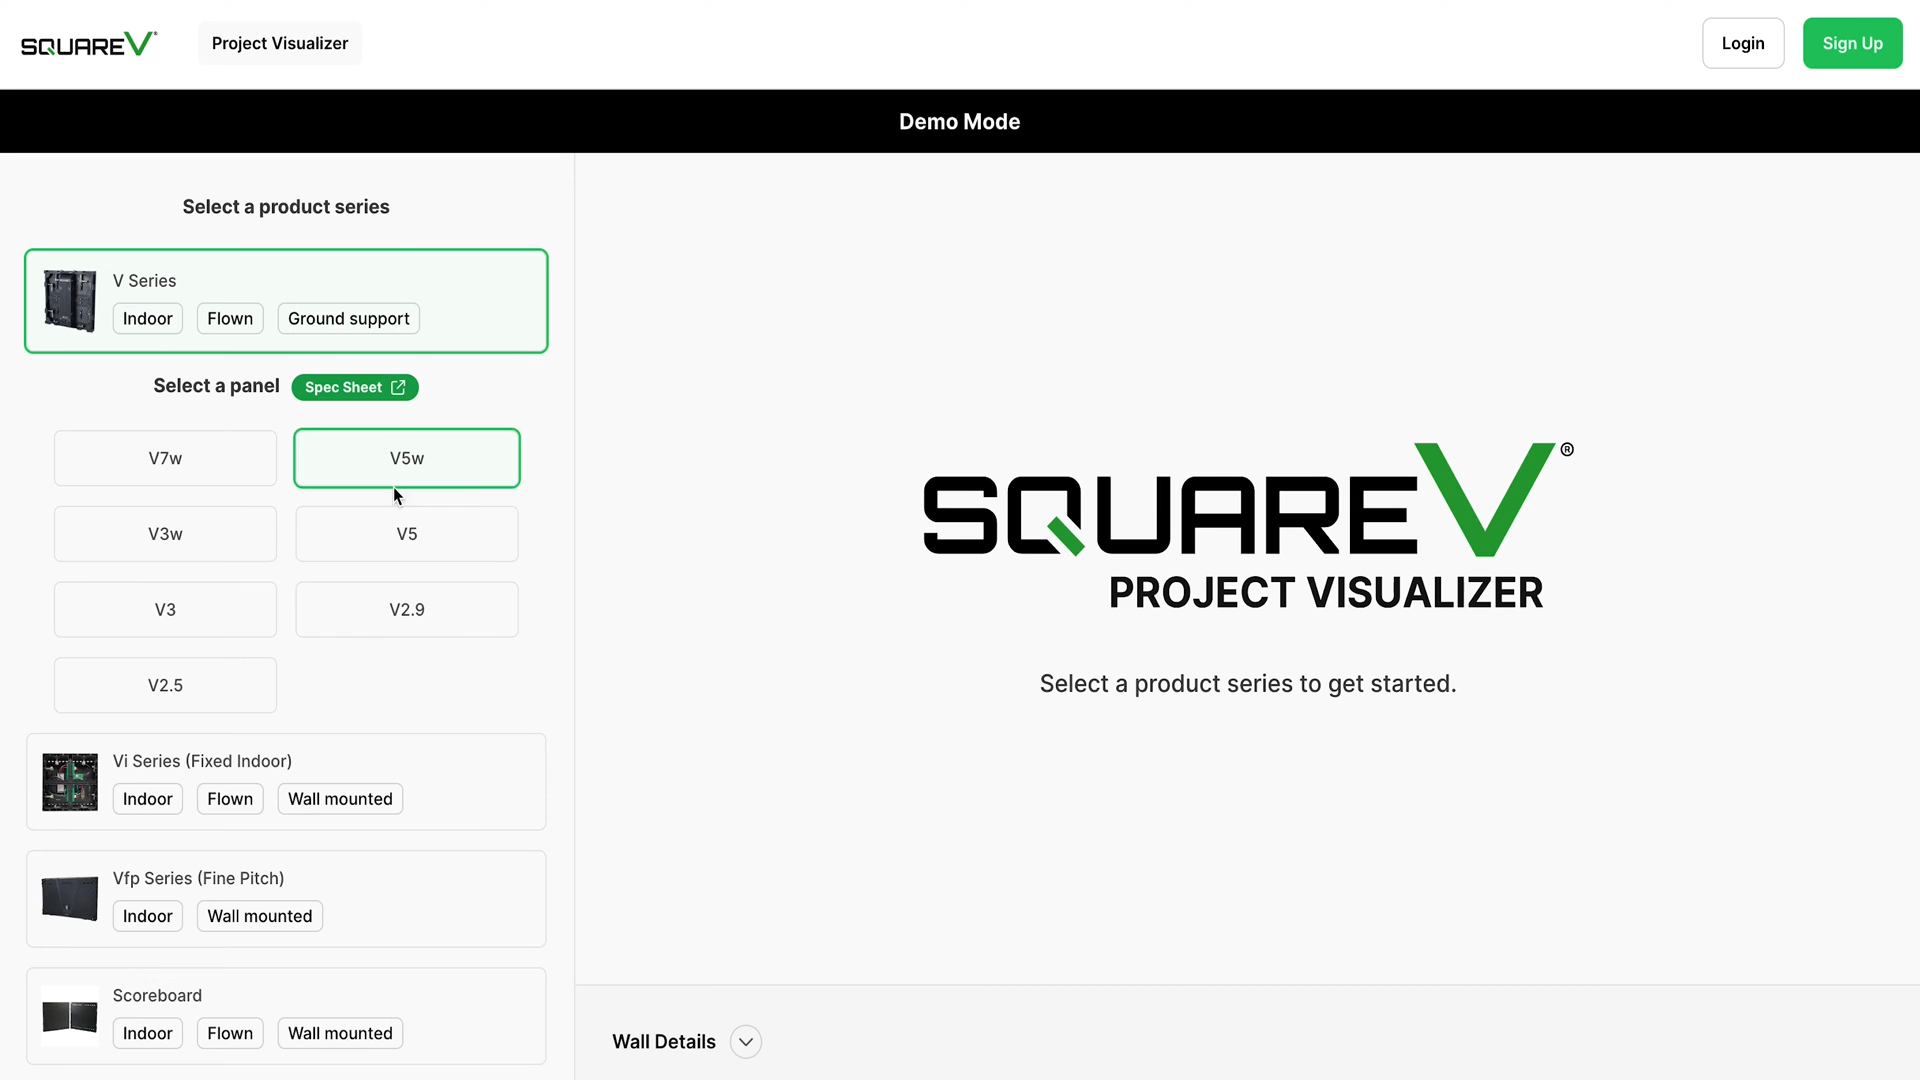 SQUAREV
Project Visualizer
Login
Sign Up
Demo Mode
Select a product series
V Series
Indoor Flown Ground support
Select a panel Spec Sheet
V7w V5w
V3w V5
V3 V2.9
V2.5
Vi Series (Fixed Indoor)
Indoor Flown Wall mounted
Vfp Series (Fine Pitch)
Indoor Wall mounted
Scoreboard
Indoor Flown Wall mounted
SQUAREV®
PROJECT VISUALIZER
Select a product series to get started.
Wall Details